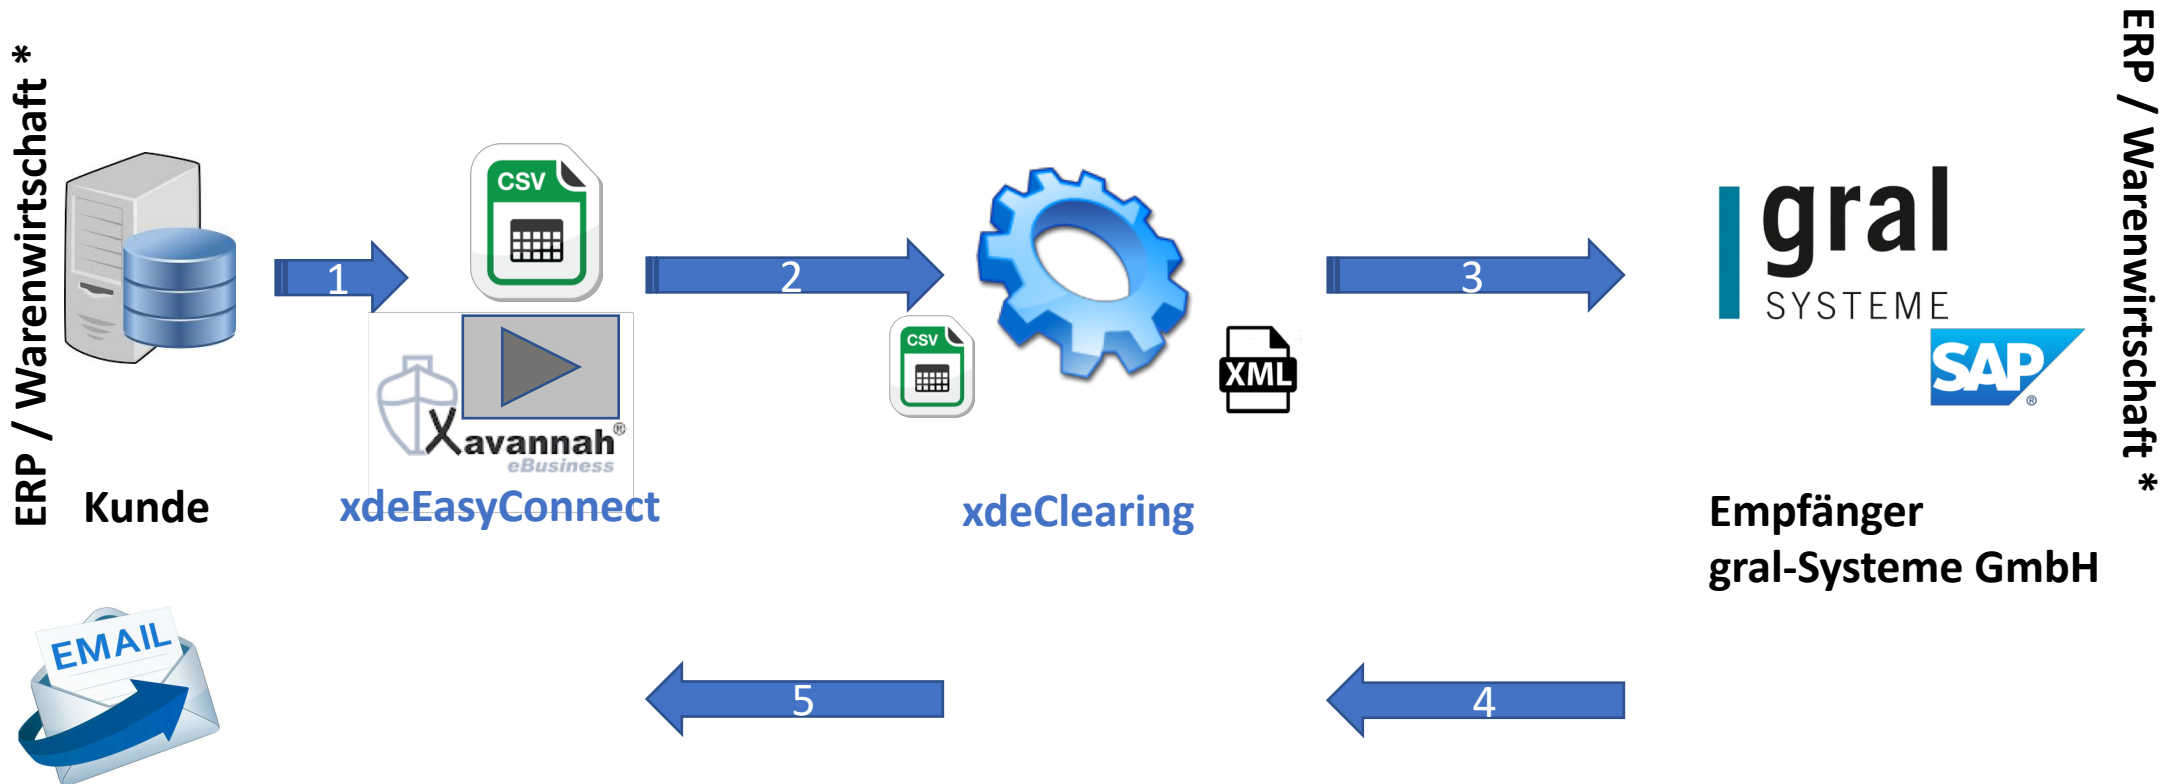 ERP / Warenwirtschaft *
ERP / Warenwirtschaft *
CSV
1
2
3
gral
SYSTEME
CSV
XML
SAP
®
Xavannah®
eBusiness
Kunde
xdeEasyConnect
xdeClearing
Empfänger
gral-Systeme GmbH
EMAIL
5
4